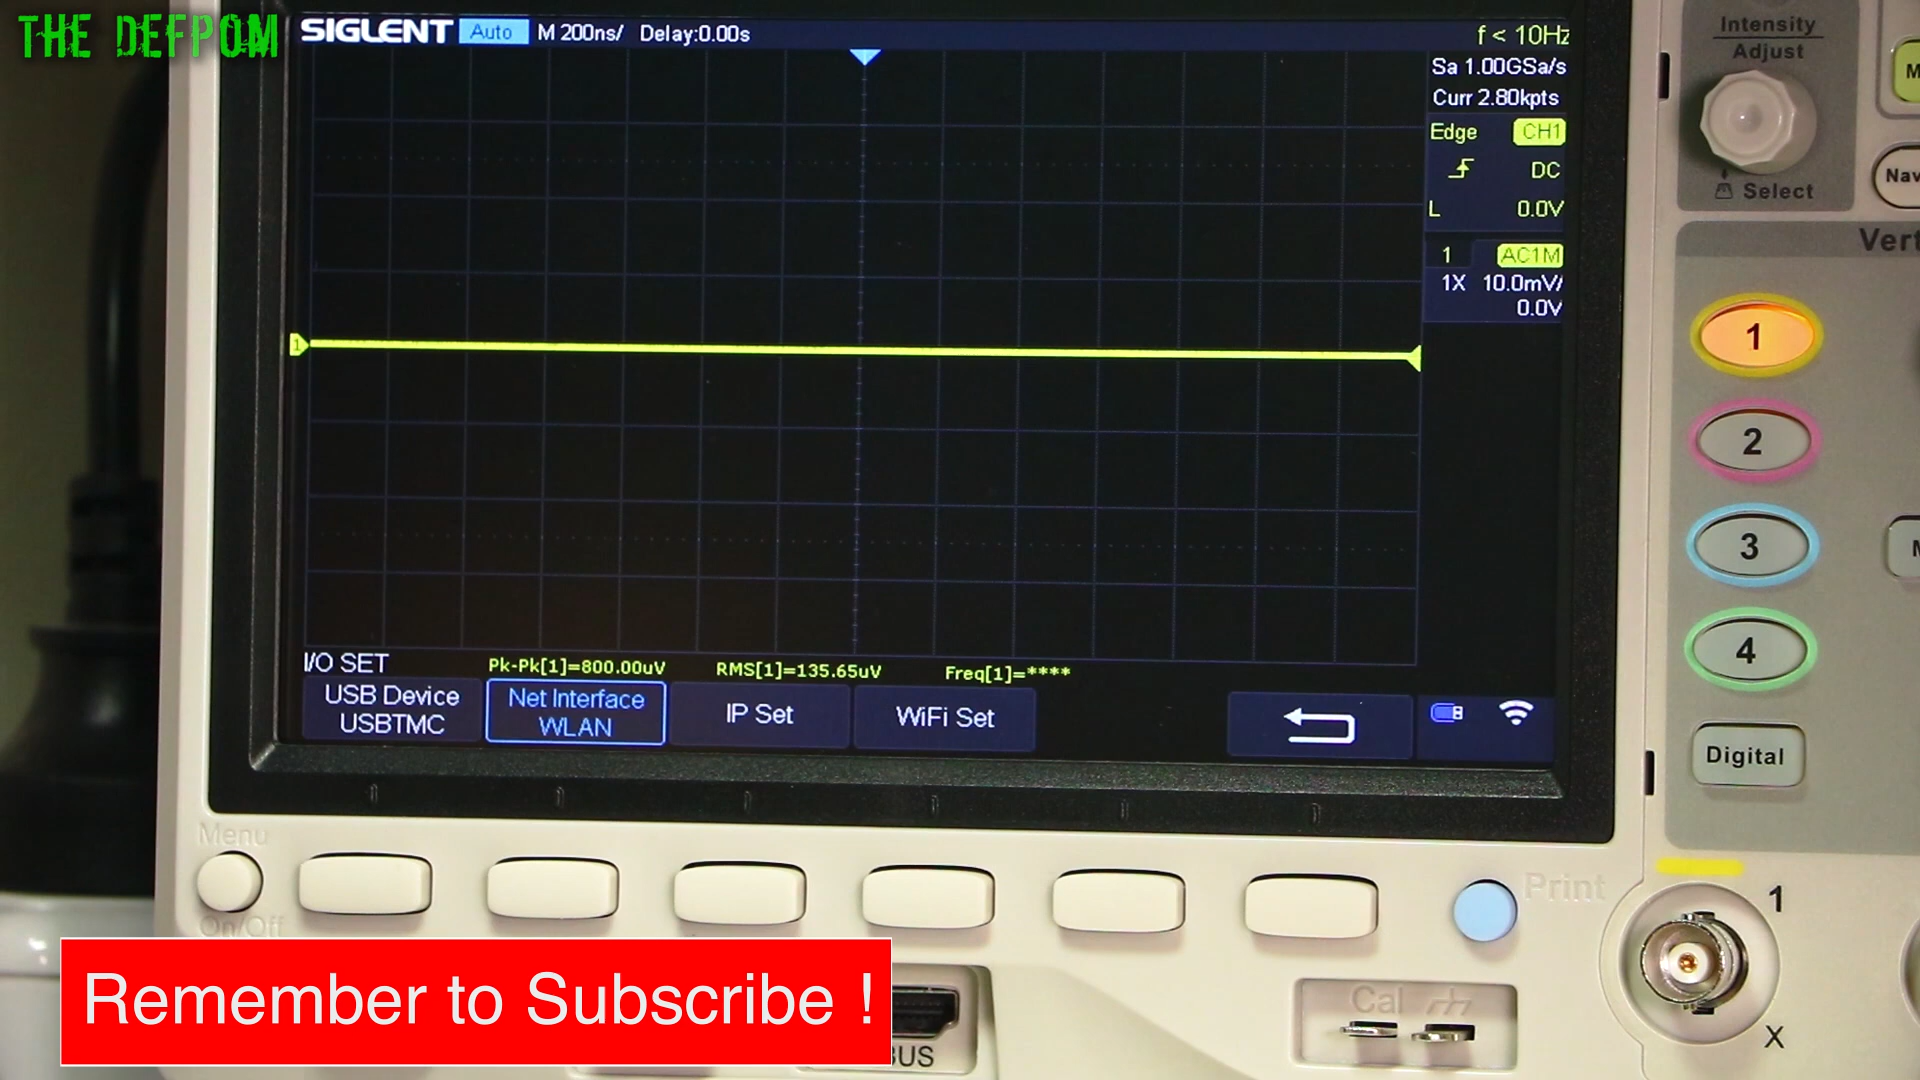 THE DEFPOM
SIGLENT Auto M 200ns/ Delay:0.00s f < 10Hz
Sa 1.00GSa/s
Curr 2.80kpts
Edge CH1
DC
L 0.0V
1 AC1M
1X 10.0mV/
0.0V
1
I/O SET Pk-Pk[1]=800.00uV RMS[1]=135.65uV Freq[1]=****
USB Device
USBTMC
Net Interface
WLAN
IP Set
WiFi Set
Intensity
Adjust
Select
M
Nav
Vert
1
2
3
4
M
Digital
Menu
On/Off
Print
Remember to Subscribe !
BUS
Cal
1
X